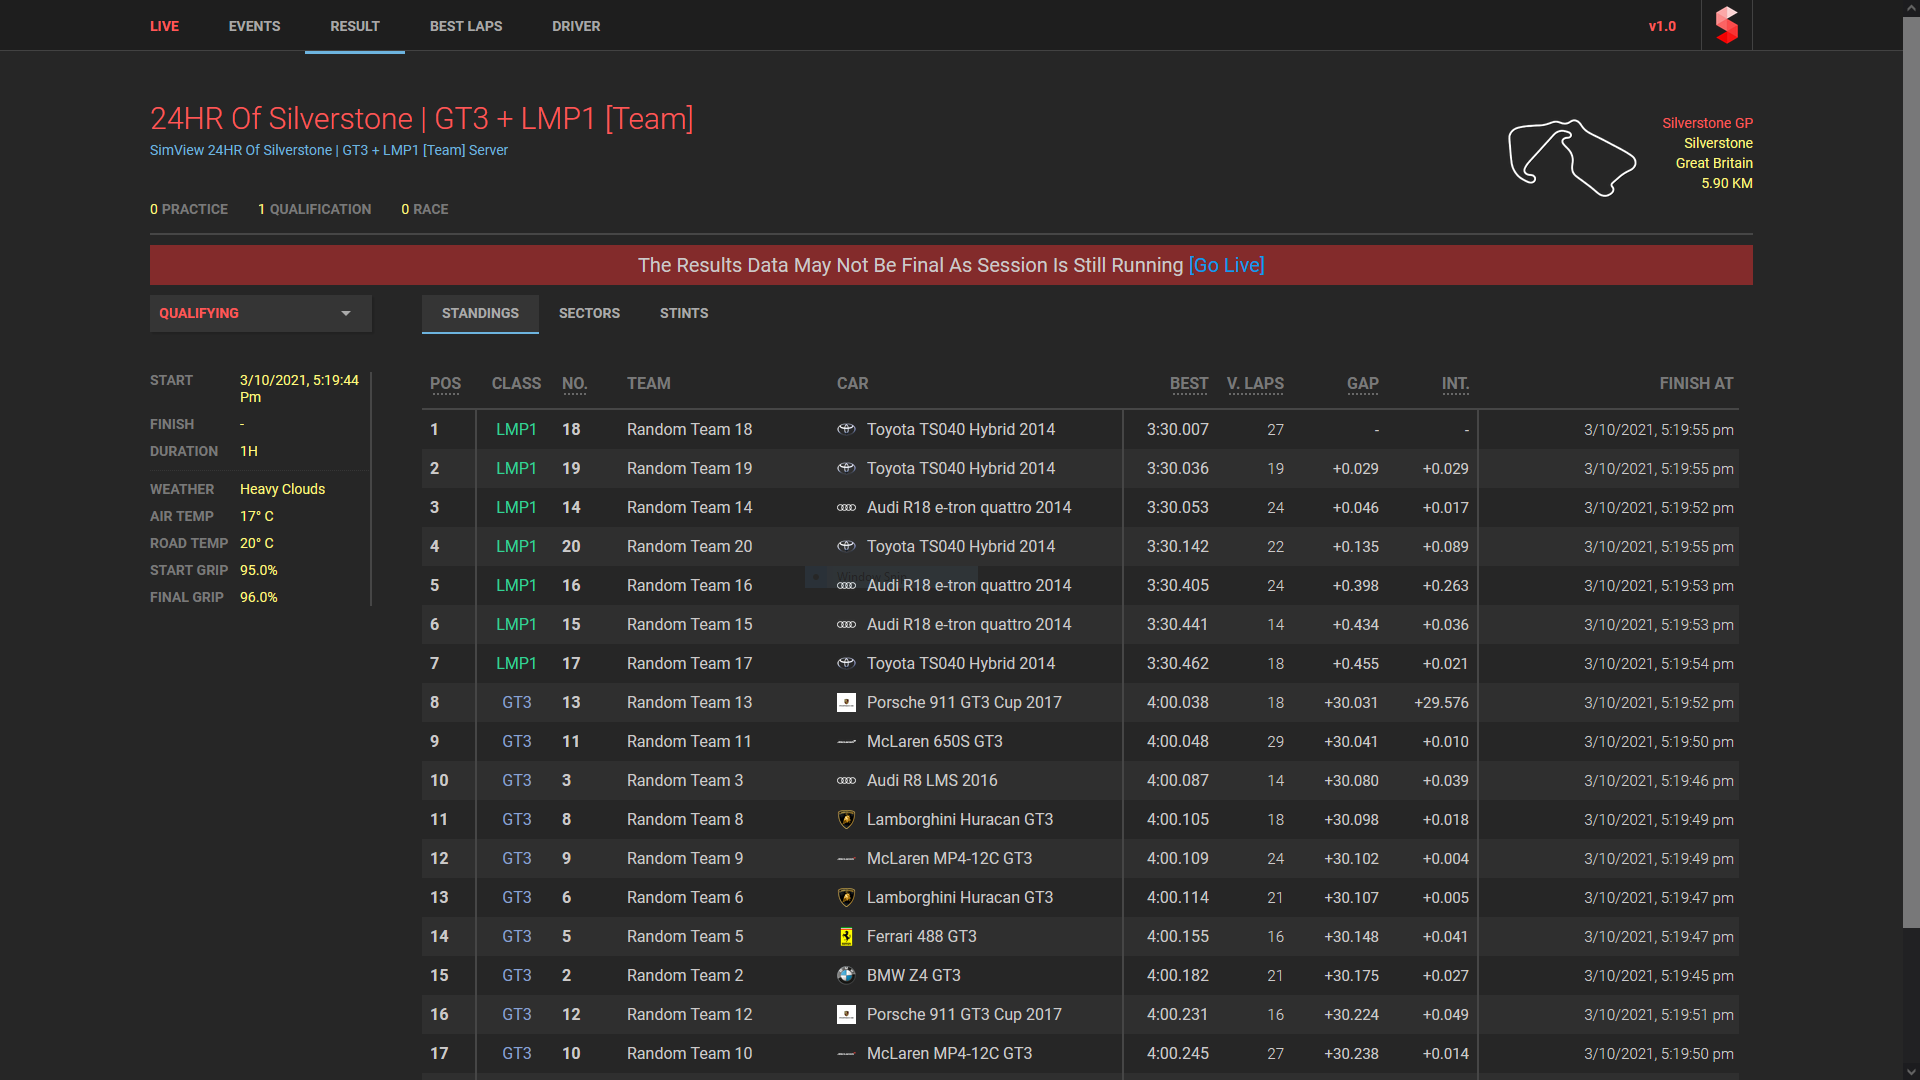 LIVE EVENTS RESULT BEST LAPS DRIVER v1.0
24HR Of Silverstone | GT3 + LMP1 [Team]
SimView 24HR Of Silverstone | GT3 + LMP1 [Team] Server
Silverstone GP
Silverstone
Great Britain
5.90 KM
0 PRACTICE 1 QUALIFICATION 0 RACE
The Results Data May Not Be Final As Session Is Still Running [Go Live]
QUALIFYING
START 3/10/2021, 5:19:44
Pm
FINISH -
DURATION 1H
WEATHER Heavy Clouds
AIR TEMP 17° C
ROAD TEMP 20° C
START GRIP 95.0%
FINAL GRIP 96.0%
STANDINGS SECTORS STINTS
POS CLASS NO. TEAM CAR BEST V. LAPS GAP INT. FINISH AT
1 LMP1 18 Random Team 18 Toyota TS040 Hybrid 2014 3:30.007 27 - - 3/10/2021, 5:19:55 pm
2 LMP1 19 Random Team 19 Toyota TS040 Hybrid 2014 3:30.036 19 +0.029 +0.029 3/10/2021, 5:19:55 pm
3 LMP1 14 Random Team 14 Audi R18 e-tron quattro 2014 3:30.053 24 +0.046 +0.017 3/10/2021, 5:19:52 pm
4 LMP1 20 Random Team 20 Toyota TS040 Hybrid 2014 3:30.142 22 +0.135 +0.089 3/10/2021, 5:19:55 pm
5 LMP1 16 Random Team 16 Audi R18 e-tron quattro 2014 3:30.405 24 +0.398 +0.263 3/10/2021, 5:19:53 pm
6 LMP1 15 Random Team 15 Audi R18 e-tron quattro 2014 3:30.441 14 +0.434 +0.036 3/10/2021, 5:19:53 pm
7 LMP1 17 Random Team 17 Toyota TS040 Hybrid 2014 3:30.462 18 +0.455 +0.021 3/10/2021, 5:19:54 pm
8 GT3 13 Random Team 13 Porsche 911 GT3 Cup 2017 4:00.038 18 +30.031 +29.576 3/10/2021, 5:19:52 pm
9 GT3 11 Random Team 11 McLaren 650S GT3 4:00.048 29 +30.041 +0.010 3/10/2021, 5:19:50 pm
10 GT3 3 Random Team 3 Audi R8 LMS 2016 4:00.087 14 +30.080 +0.039 3/10/2021, 5:19:46 pm
11 GT3 8 Random Team 8 Lamborghini Huracan GT3 4:00.105 18 +30.098 +0.018 3/10/2021, 5:19:49 pm
12 GT3 9 Random Team 9 McLaren MP4-12C GT3 4:00.109 24 +30.102 +0.004 3/10/2021, 5:19:49 pm
13 GT3 6 Random Team 6 Lamborghini Huracan GT3 4:00.114 21 +30.107 +0.005 3/10/2021, 5:19:47 pm
14 GT3 5 Random Team 5 Ferrari 488 GT3 4:00.155 16 +30.148 +0.041 3/10/2021, 5:19:47 pm
15 GT3 2 Random Team 2 BMW Z4 GT3 4:00.182 21 +30.175 +0.027 3/10/2021, 5:19:45 pm
16 GT3 12 Random Team 12 Porsche 911 GT3 Cup 2017 4:00.231 16 +30.224 +0.049 3/10/2021, 5:19:51 pm
17 GT3 10 Random Team 10 McLaren MP4-12C GT3 4:00.245 27 +30.238 +0.014 3/10/2021, 5:19:50 pm